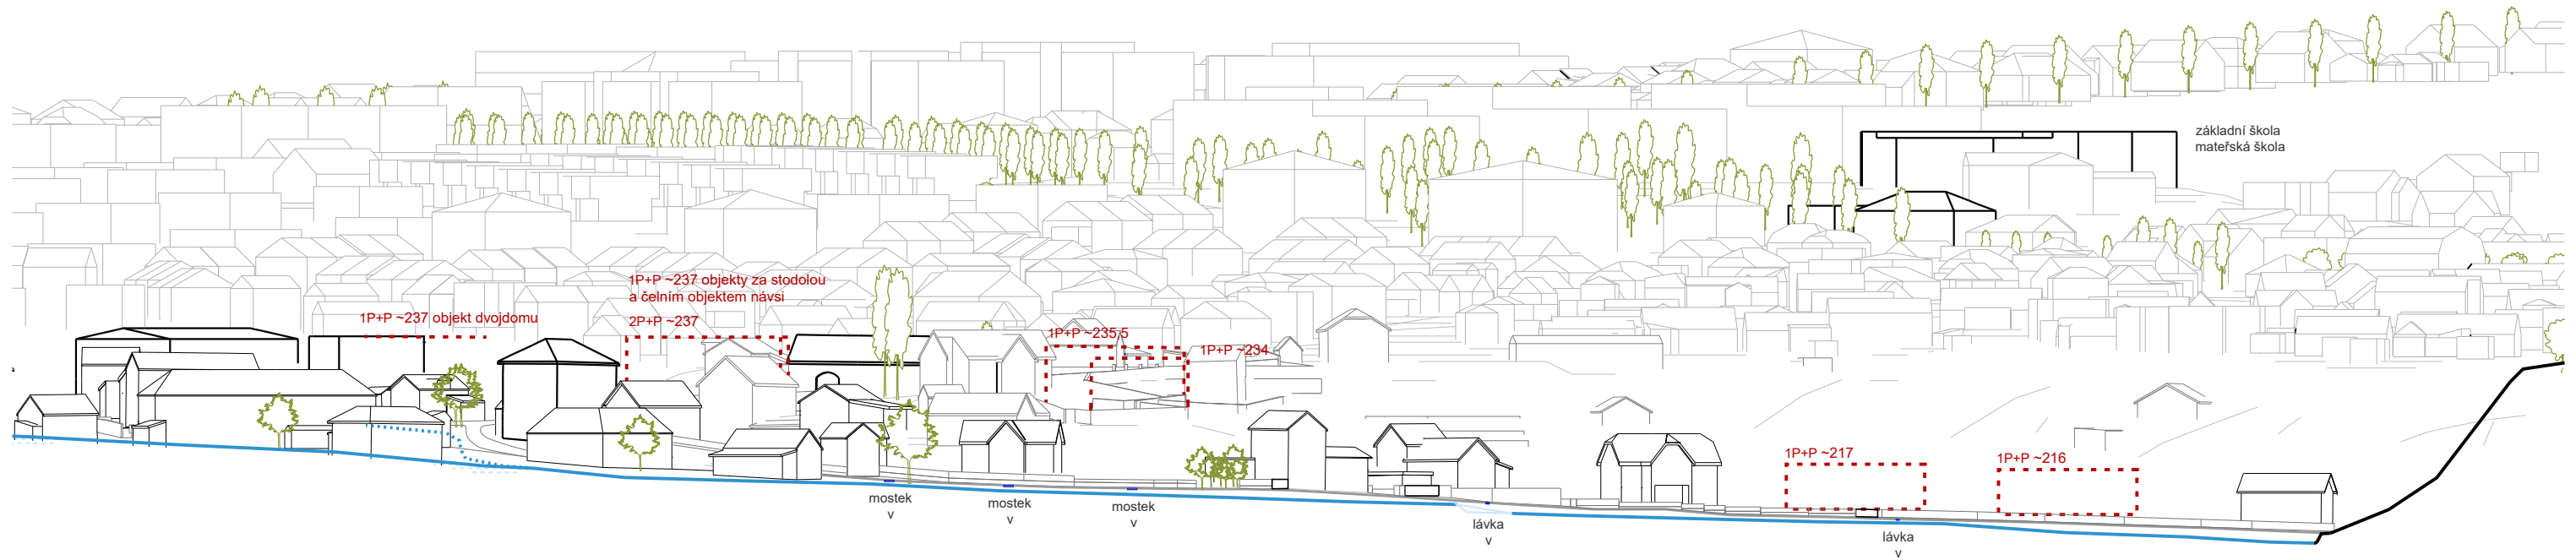 základní škola
mateřská škola
1P+P ~237 objekty za stodolou
a čelním objektem návsi
1P+P ~237 objekt dvojdomu
2P+P ~237
1P+P ~235,5
1P+P ~234
1P+P ~217
1P+P ~216
mostek
v
mostek
v
mostek
v
lávka
v
lávka
v